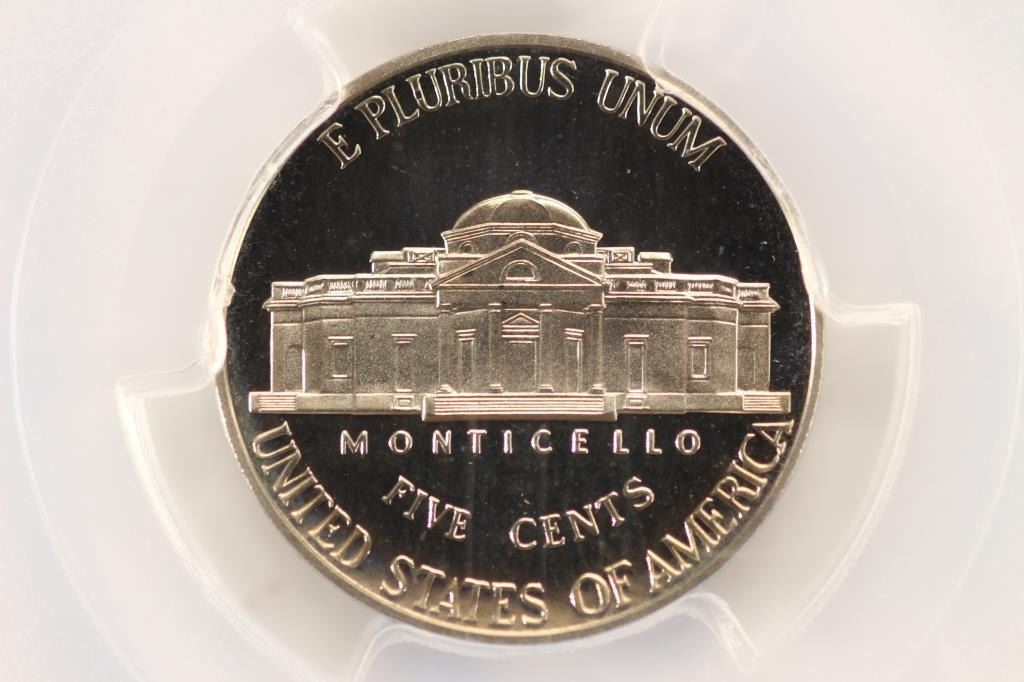 E PLURIBUS UNUM
MONTICELLO
FIVE CENTS
UNITED STATES OF AMERICA